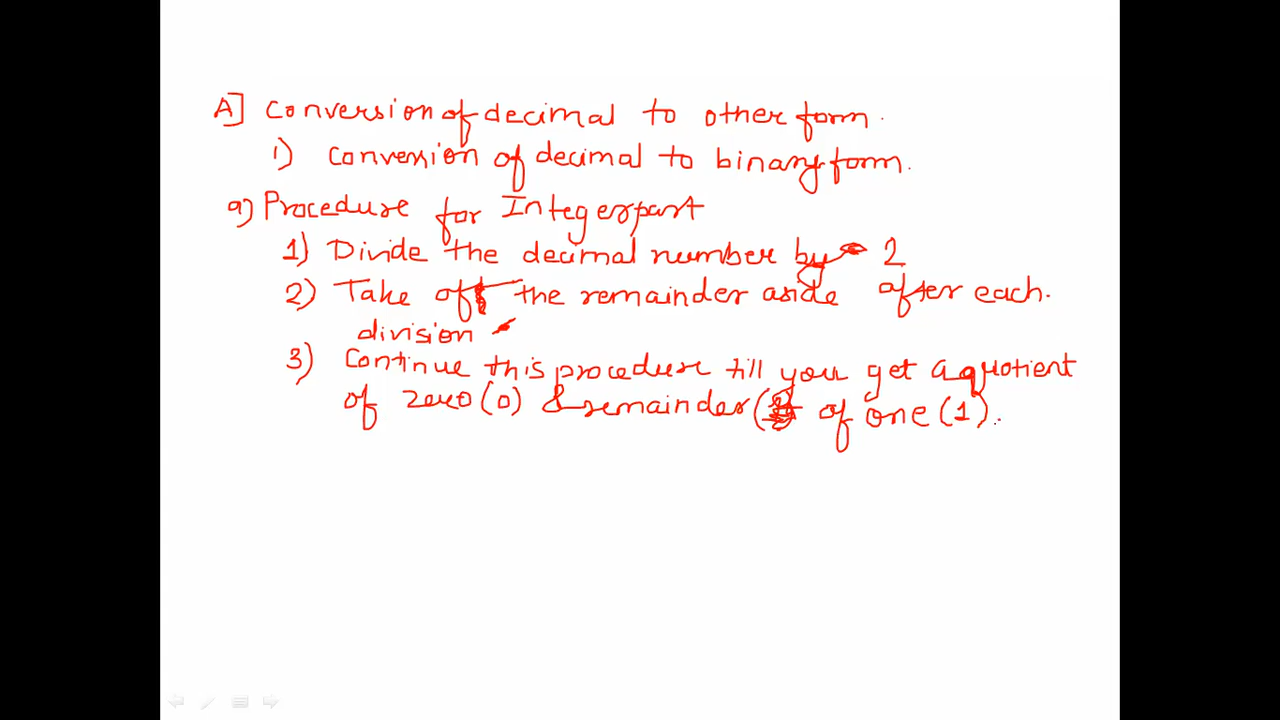 A] Conversion of decimal to other form.
i) Conversion of decimal to binary form.
a) Procedure for Integer part
1) Divide the decimal number by 2
2) Take off the remainder aside after each.
division
3) Continue this procedure till you get a quotient
of zero (0) & remainder ( of one (1).